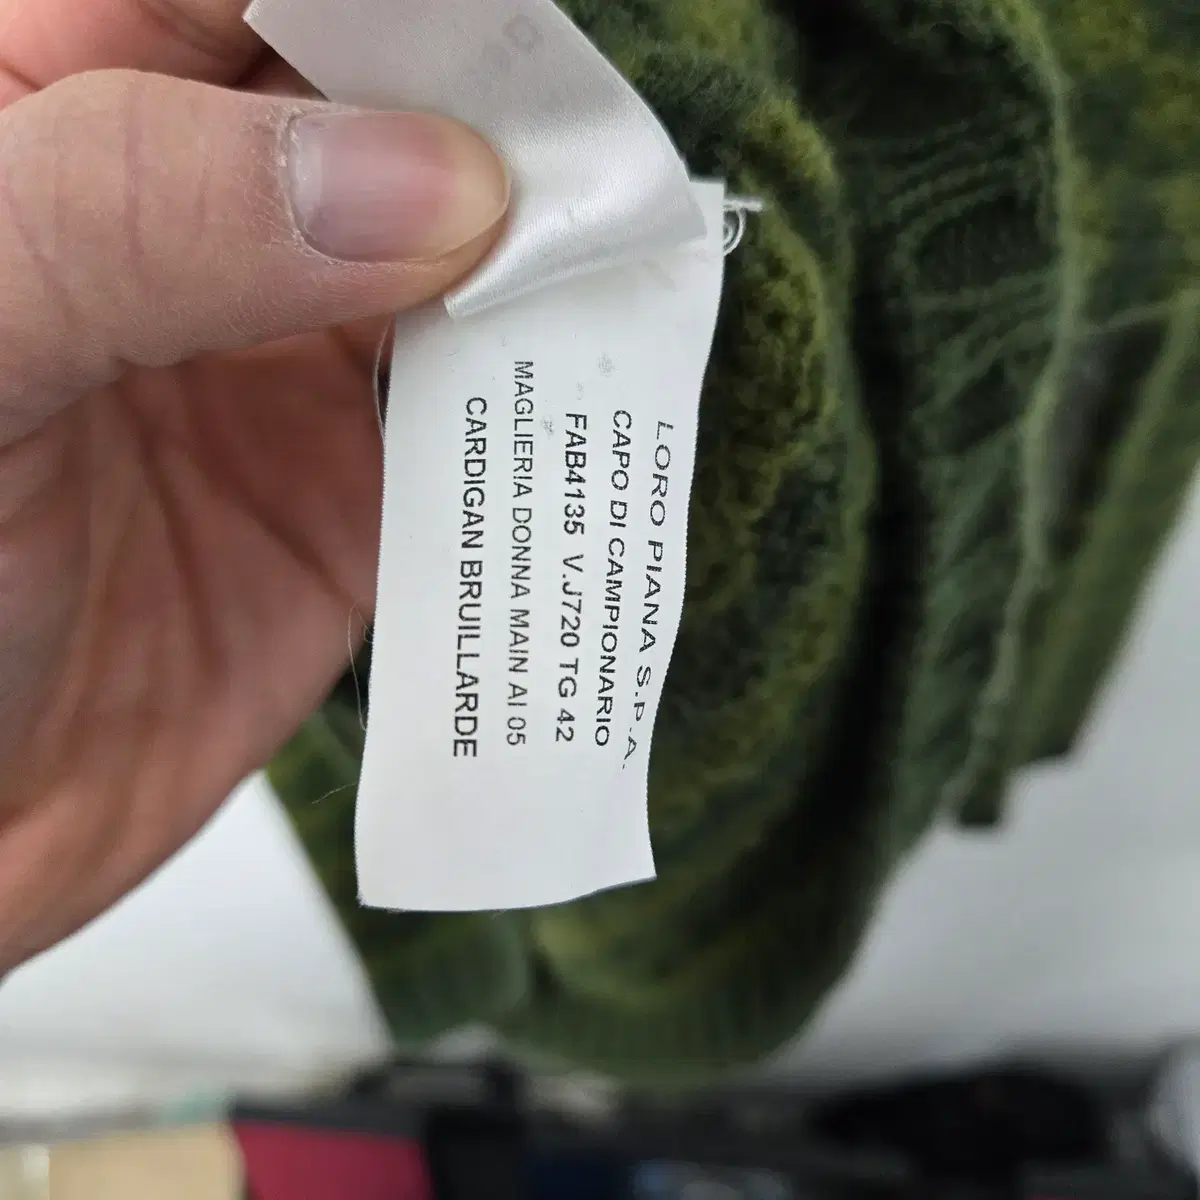 LORO PIANA S.P.A.
CAPO DI CAMPIONARIO
FAB4135 V.J720 TG 42
MAGLIERIA DONNA MAIN AI 05
CARDIGAN BRUILLARDE